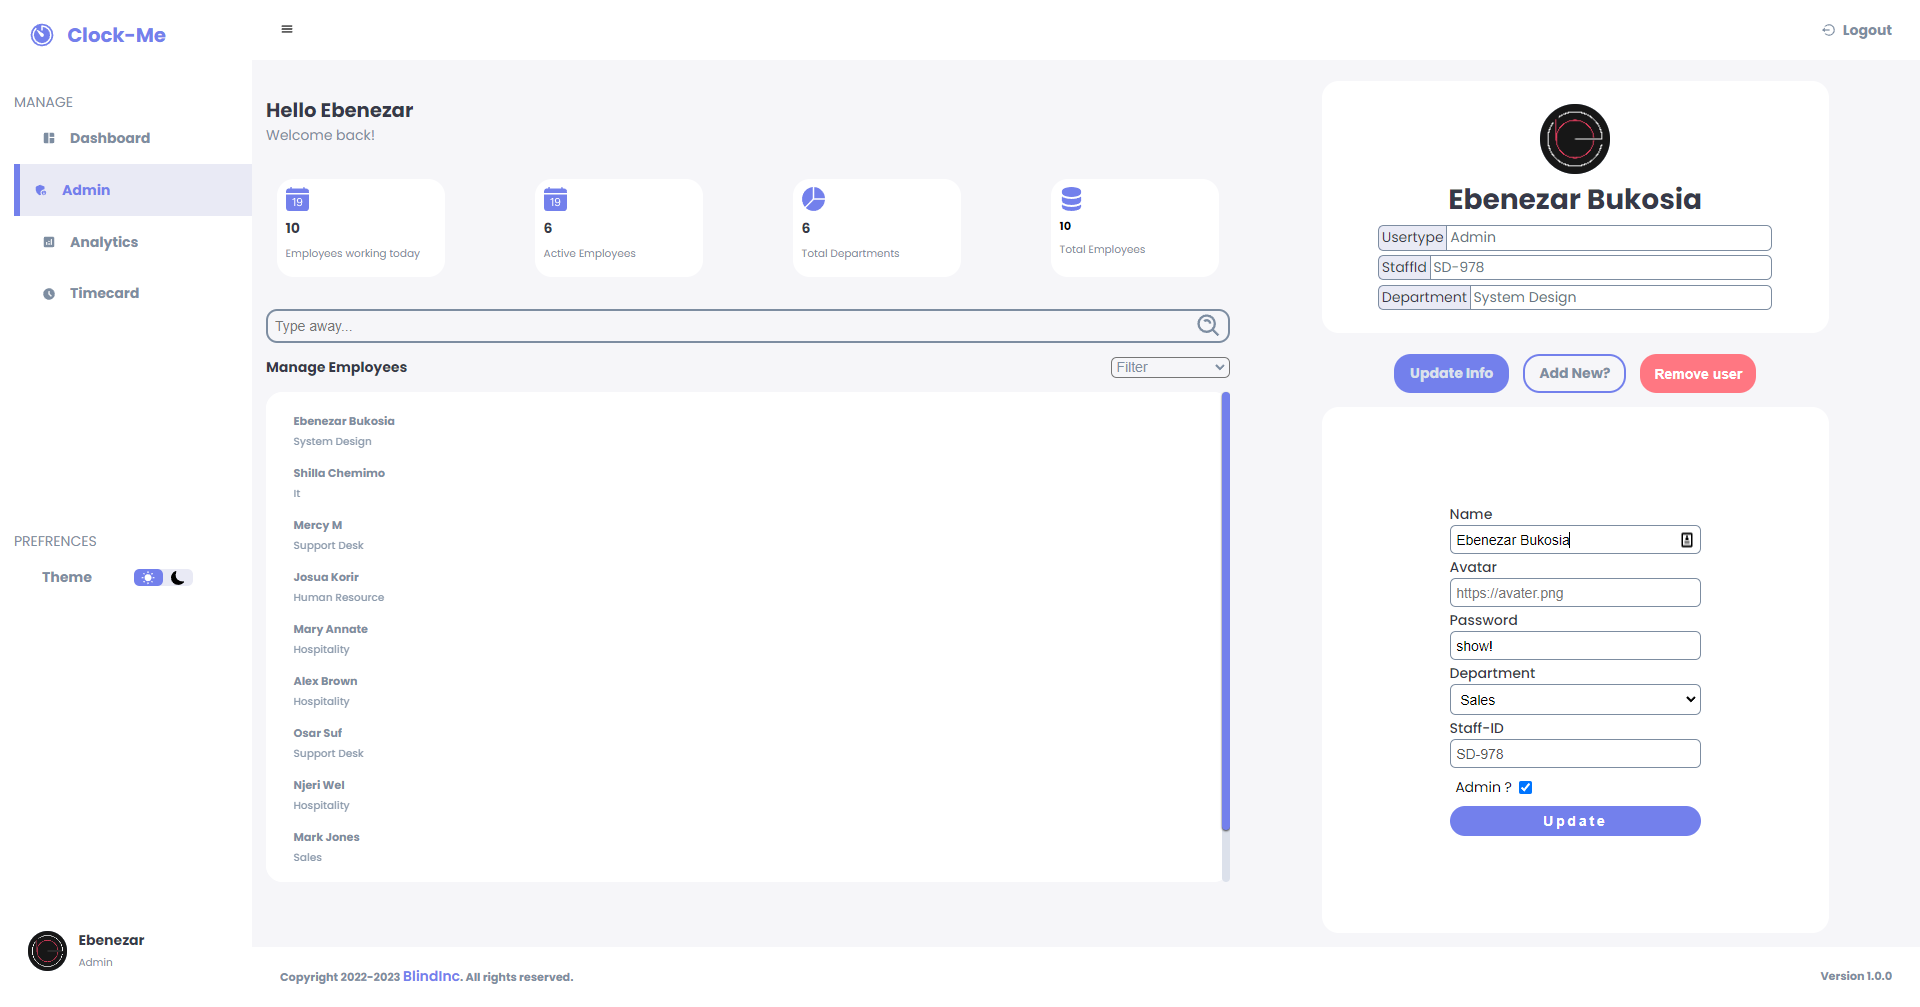 Clock-Me
Logout
MANAGE
Dashboard
Admin
Analytics
Timecard
PREFRENCES
Theme
Ebenezar
Admin
Hello Ebenezar
Welcome back!
19
10
Employees working today
19
6
Active Employees
6
Total Departments
10
Total Employees
Type away...
Manage Employees
Filter
Ebenezar Bukosia
System Design
Shilla Chemimo
It
Mercy M
Support Desk
Josua Korir
Human Resource
Mary Annate
Hospitality
Alex Brown
Hospitality
Osar Suf
Support Desk
Njeri Wel
Hospitality
Mark Jones
Sales
Ebenezar Bukosia
Usertype Admin
StaffId SD-978
Department System Design
Update Info Add New? Remove user
Name
Ebenezar Bukosia
Avatar
https://avater.png
Password
show!
Department
Sales
Staff-ID
SD-978
Admin ?
Update
Copyright 2022-2023 BlindInc. All rights reserved.
Version 1.0.0